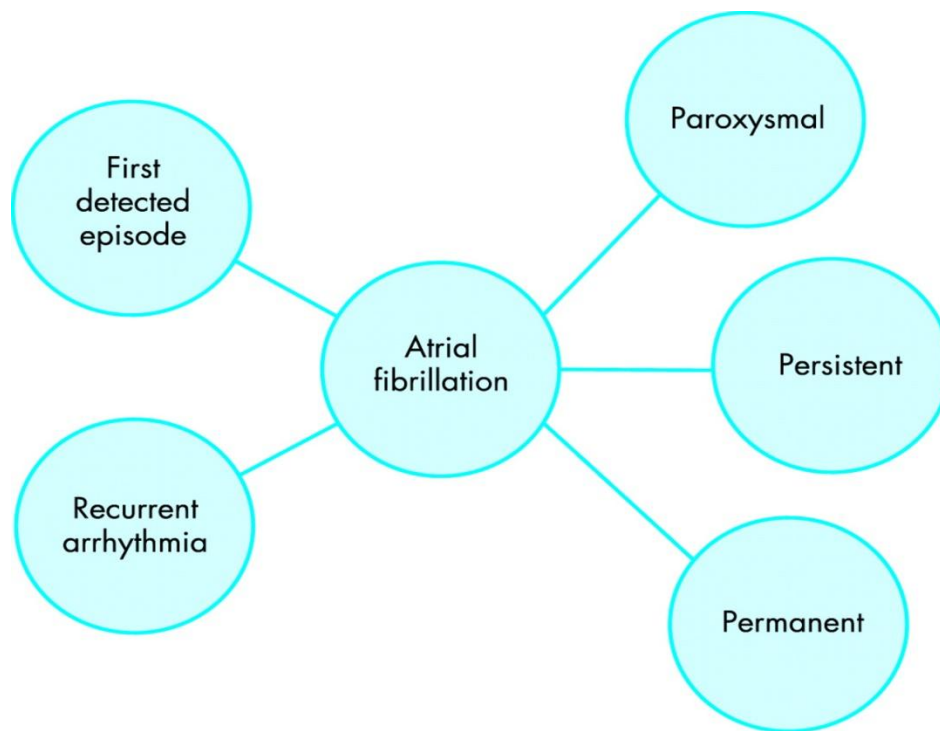 First
detected
episode
Recurrent
arrhythmia
Atrial
fibrillation
Paroxysmal
Persistent
Permanent